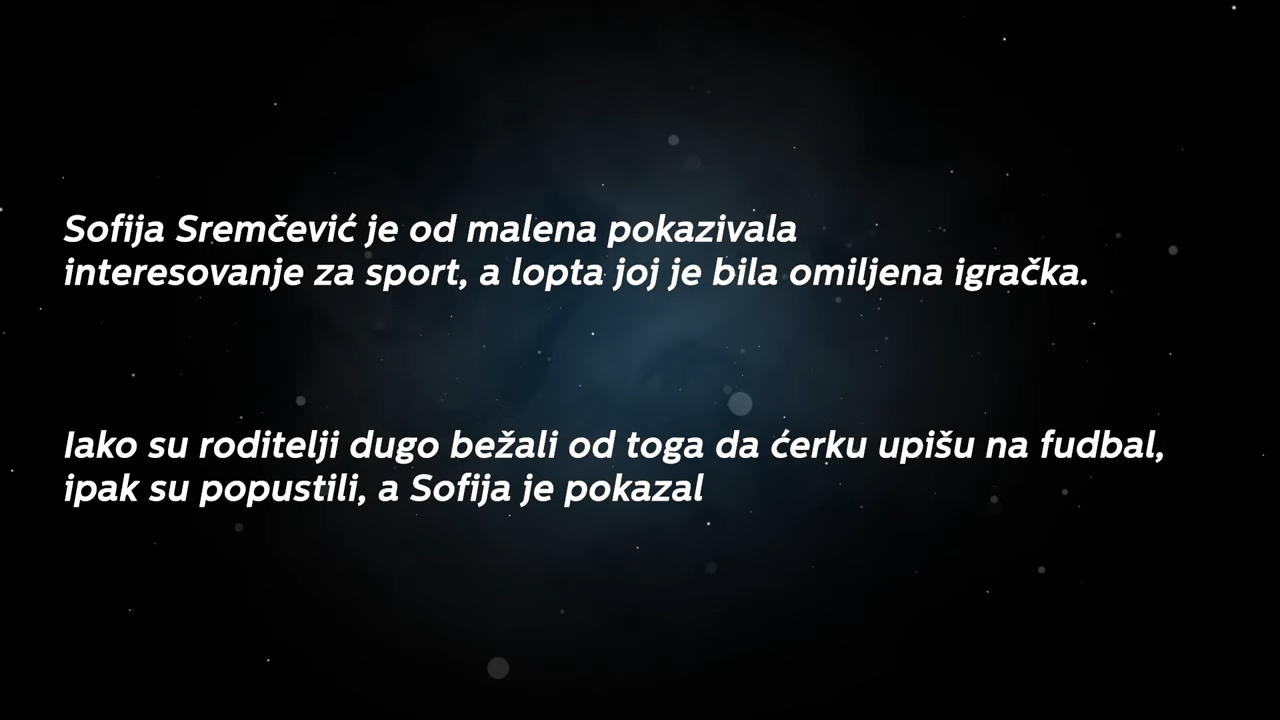 Sofija Sremčević je od malena pokazivala
interesovanje za sport, a lopta joj je bila omiljena igračka.
Iako su roditelji dugo bežali od toga da ćerku upišu na fudbal,
ipak su popustili, a Sofija je pokazal